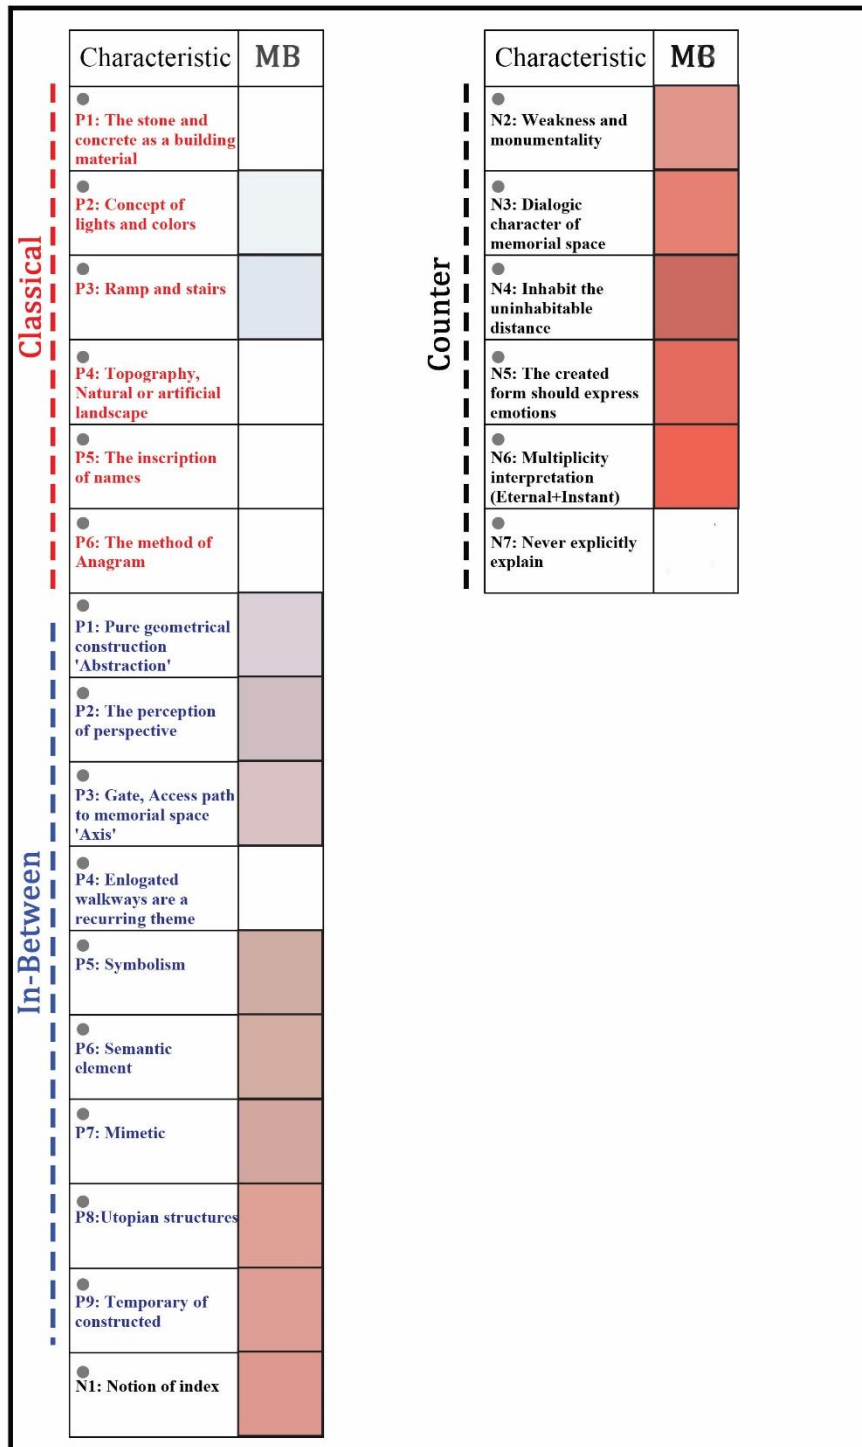 Characteristic MB
Classical
P1: The stone and
concrete as a building
material
P2: Concept of
lights and colors
P3: Ramp and stairs
P4: Topography,
Natural or artificial
landscape
P5: The inscription
of names
P6: The method of
Anagram
In-Between
P1: Pure geometrical
construction
'Abstraction'
P2: The perception
of perspective
P3: Gate, Access path
to memorial space
'Axis'
P4: Enlogated
walkways are a
recurring theme
P5: Symbolism
P6: Semantic
element
P7: Mimetic
P8:Utopian structures
P9: Temporary of
constructed
N1: Notion of index
Characteristic
Counter
N2: Weakness and
monumentality
N3: Dialogic
character of
memorial space
N4: Inhabit the
uninhabitable
distance
N5: The created
form should express
emotions
N6: Multiplicity
interpretation
(Eternal+Instant)
N7: Never explicitly
explain